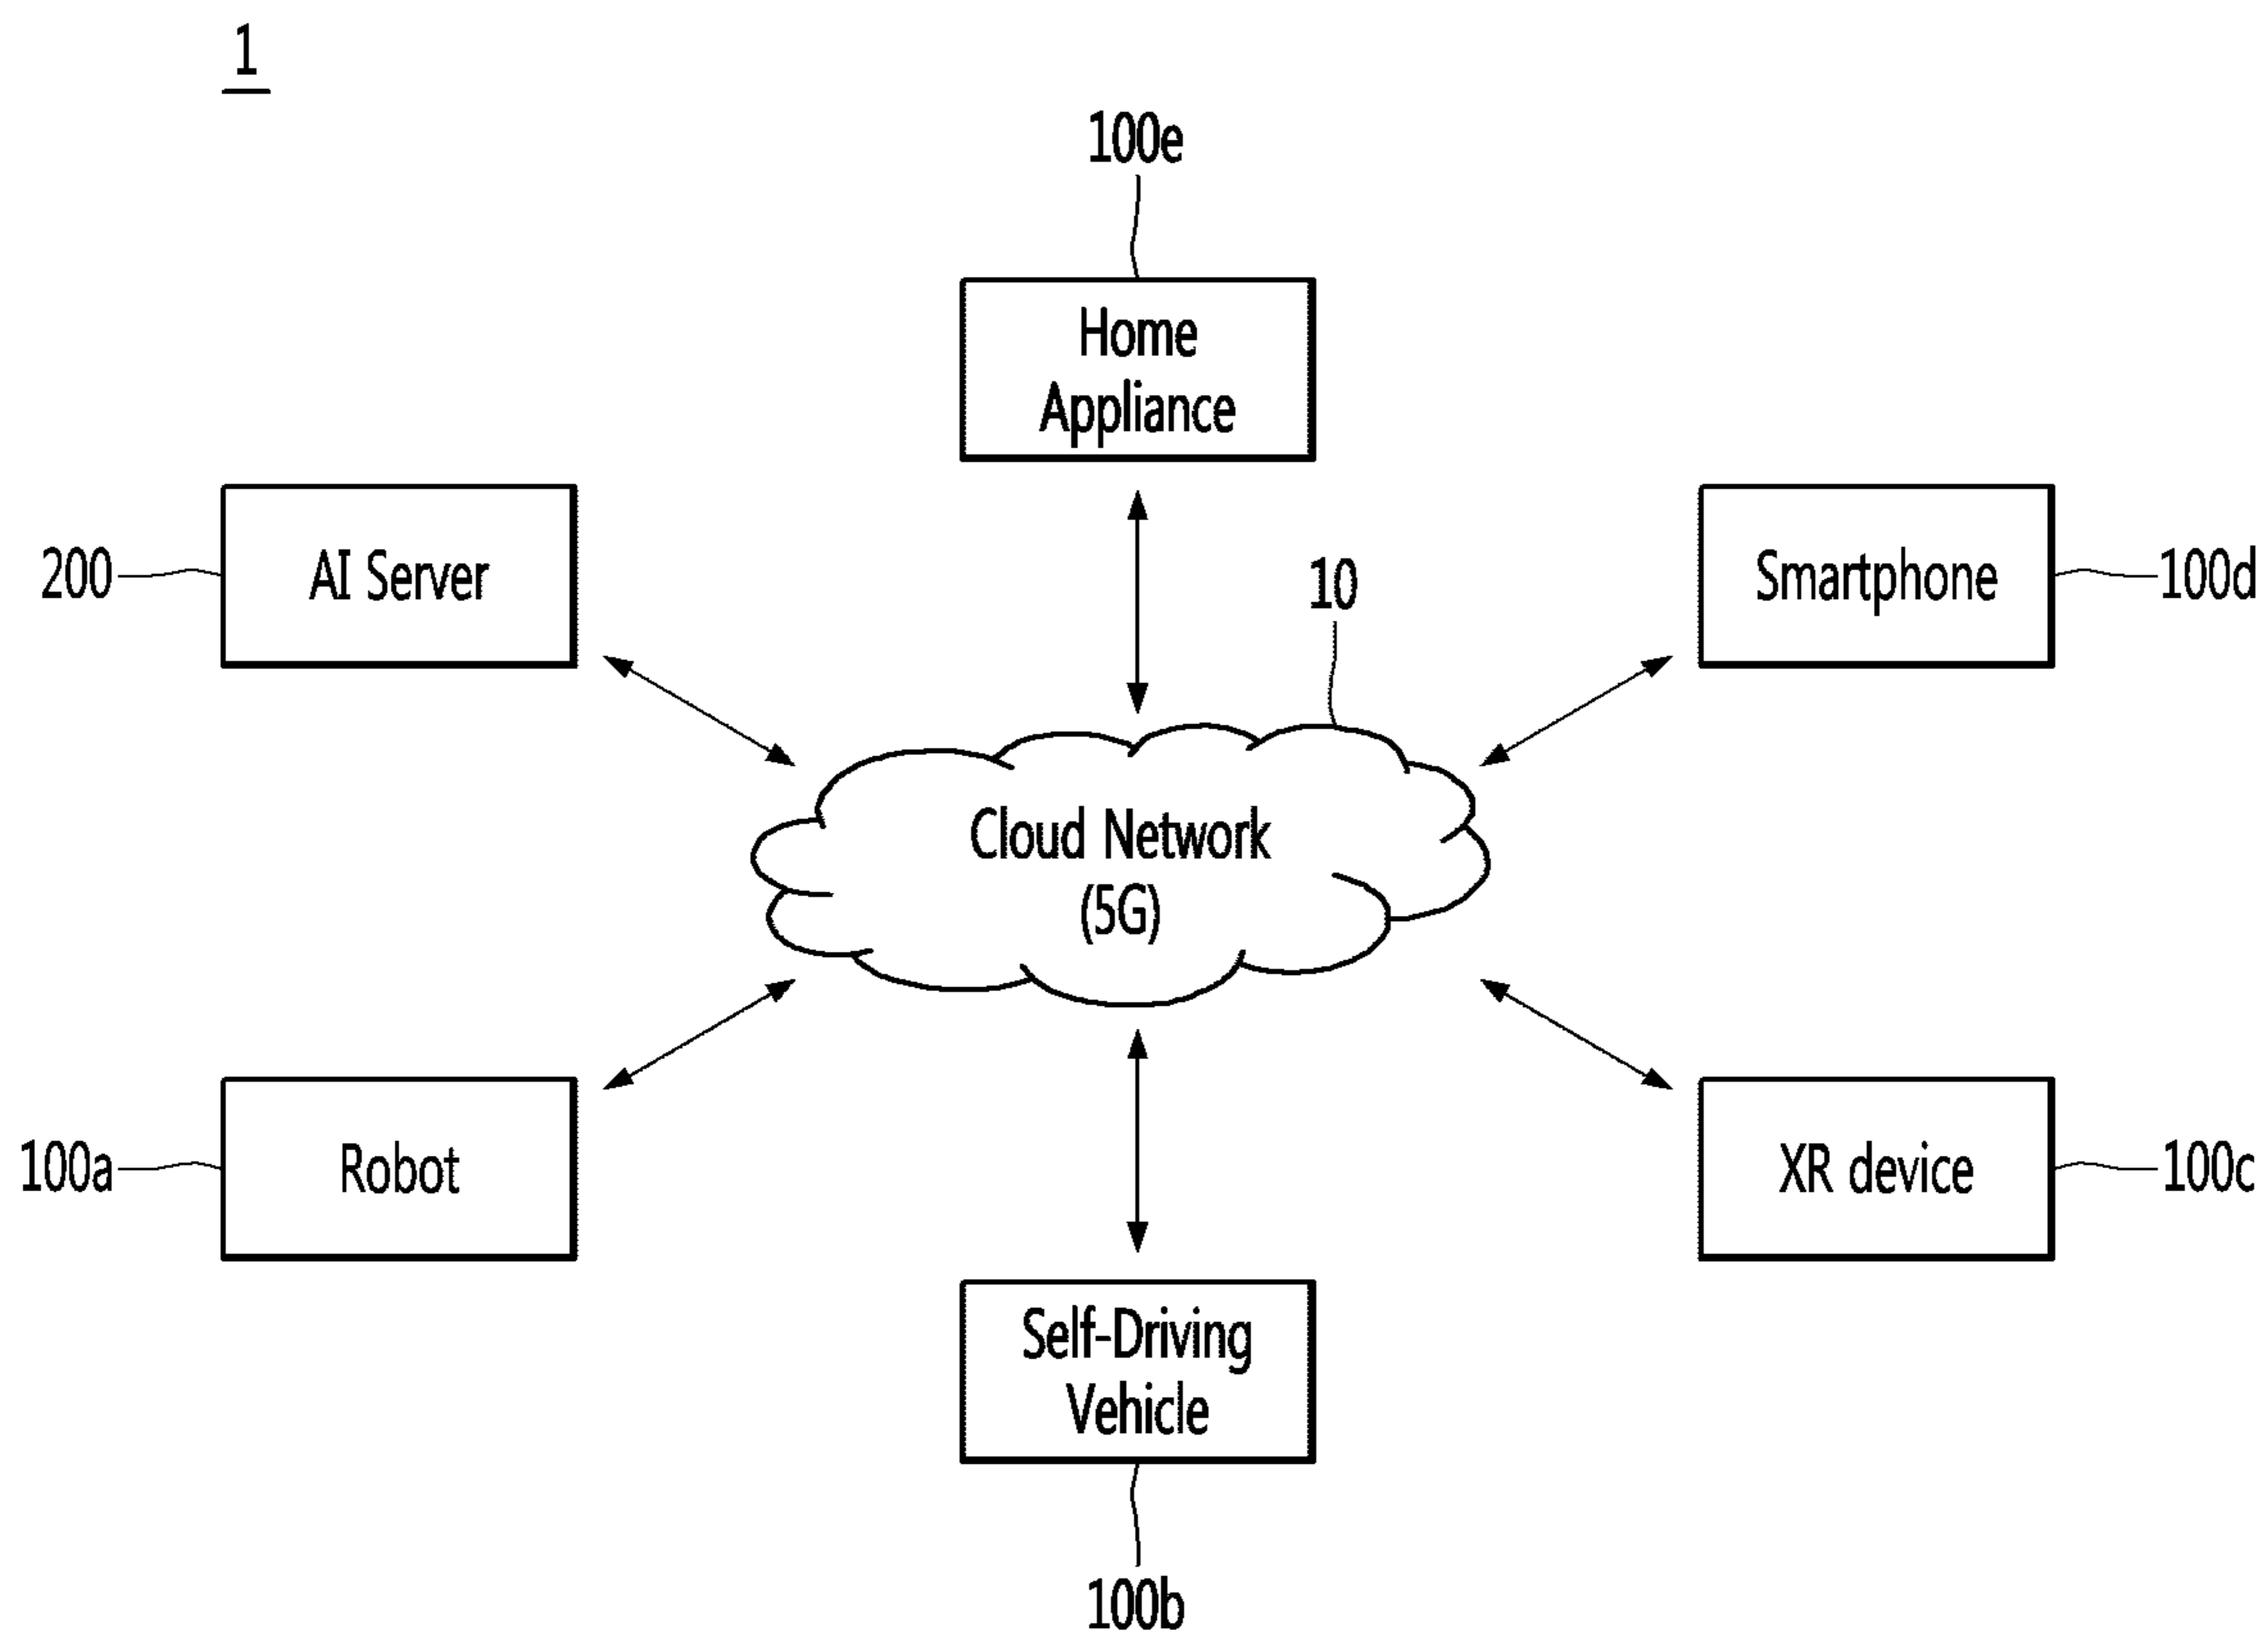 1
100e
Home
Appliance
200
AI Server
10
Smartphone
100d
Cloud Network
(5G)
100a
Robot
XR device
100c
Self-Driving
Vehicle
100b